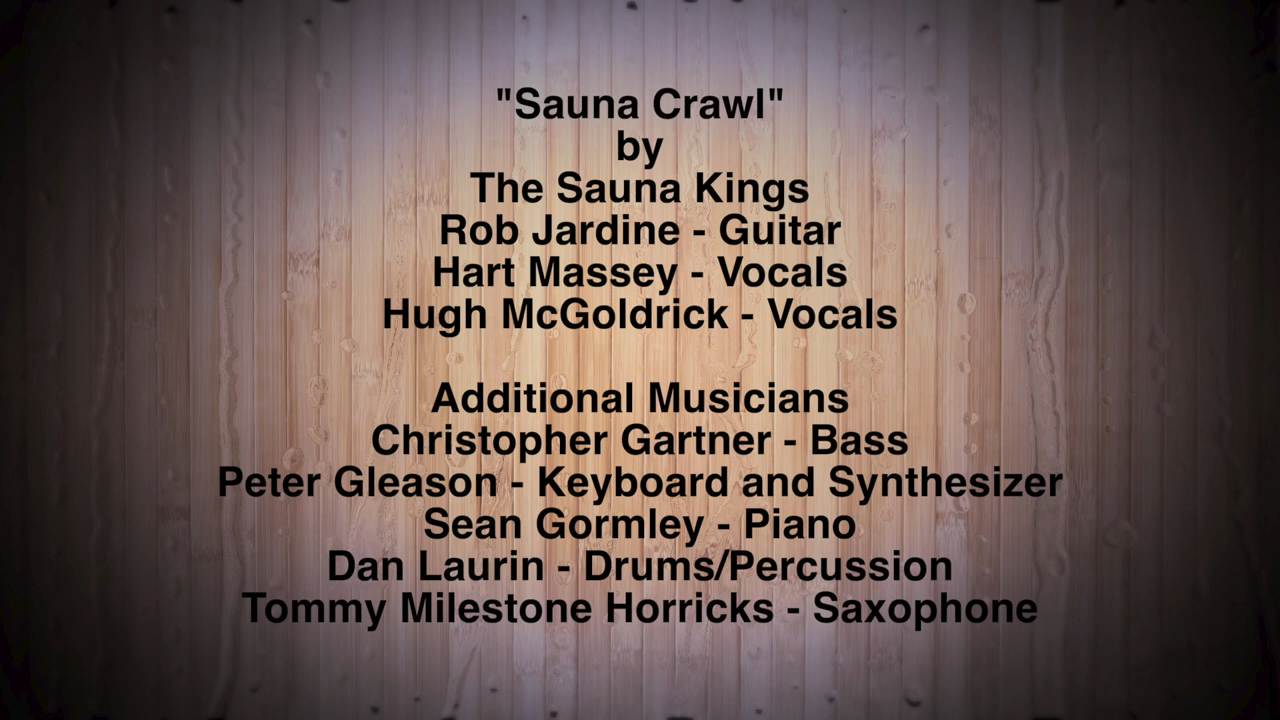 "Sauna Crawl"
by
The Sauna Kings
Rob Jardine - Guitar
Hart Massey - Vocals
Hugh McGoldrick - Vocals
Additional Musicians
Christopher Gartner - Bass
Peter Gleason - Keyboard and Synthesizer
Sean Gormley - Piano
Dan Laurin - Drums/Percussion
Tommy Milestone Horricks - Saxophone